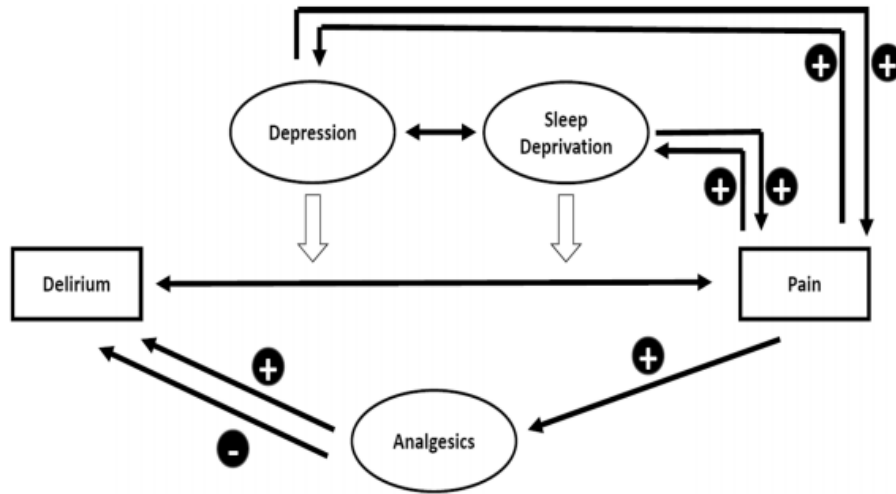 +
+
Depression
Sleep
Deprivation
+
+
Delirium
Pain
+
+
Analgesics
-